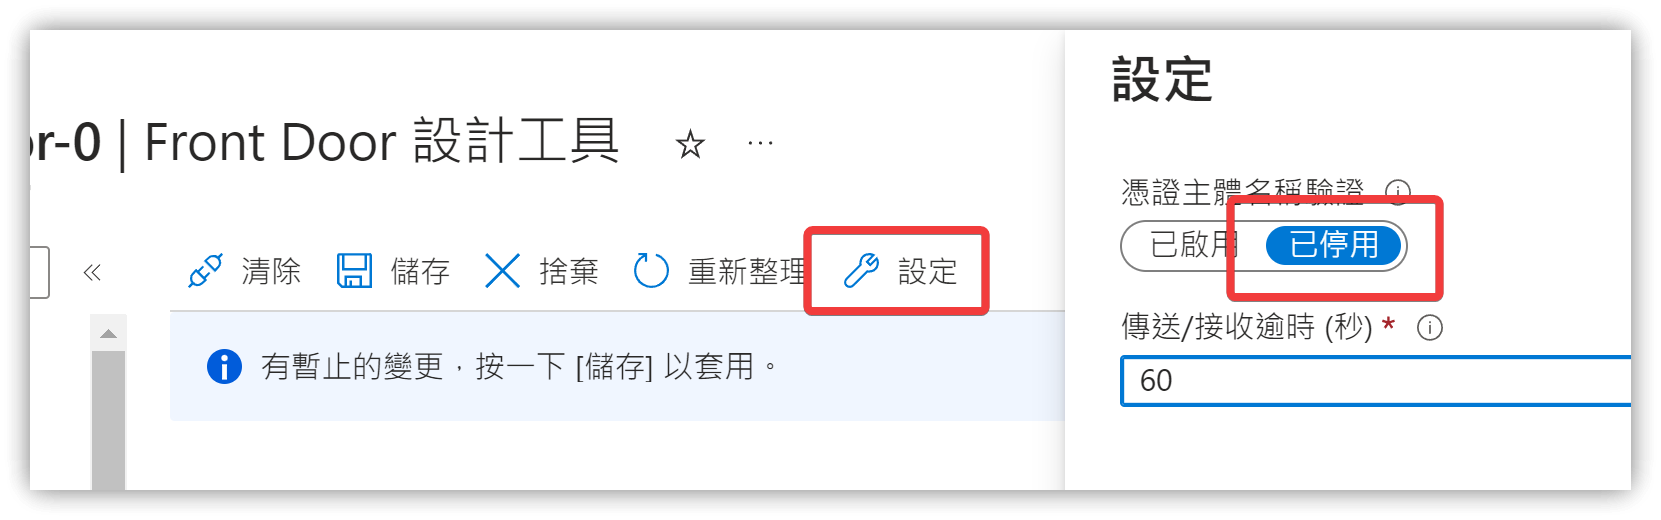 r-0 | Front Door 設計工具
清除 儲存 捨棄 重新整理 設定
有暫止的變更，按一下 [儲存] 以套用。
設定
憑證主體名稱驗證
已啟用 已停用
傳送/接收逾時 (秒) *
60